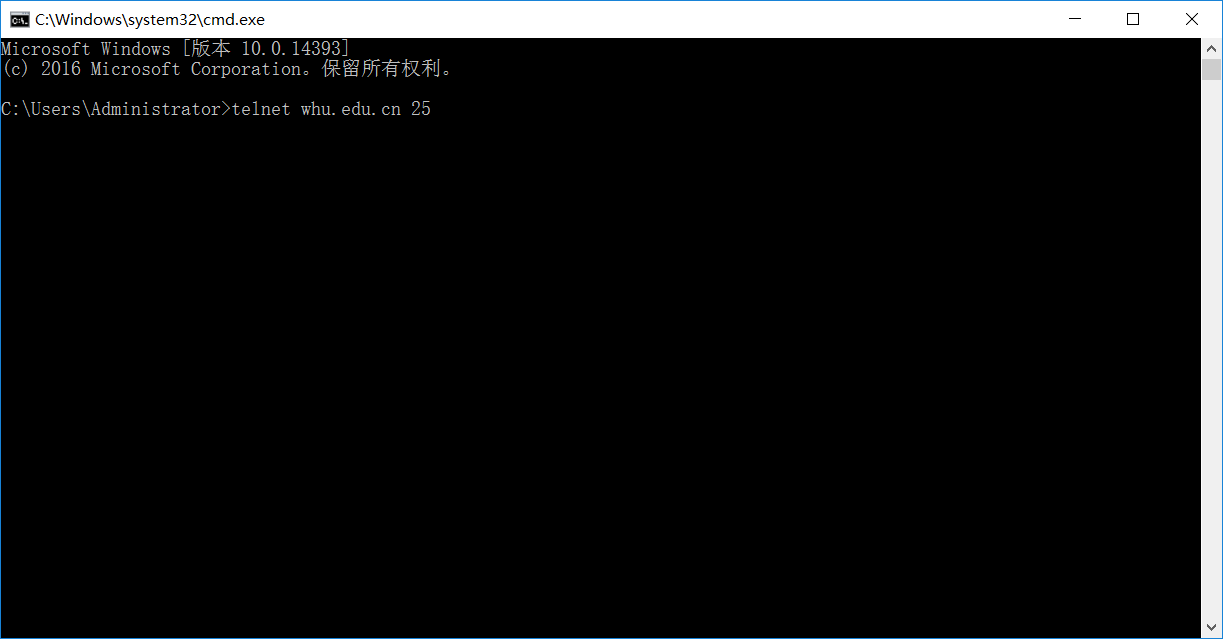 C:\Windows\system32\cmd.exe
Microsoft Windows [版本 10.0.14393]
(c) 2016 Microsoft Corporation。保留所有权利。
C:\Users\Administrator>telnet whu.edu.cn 25